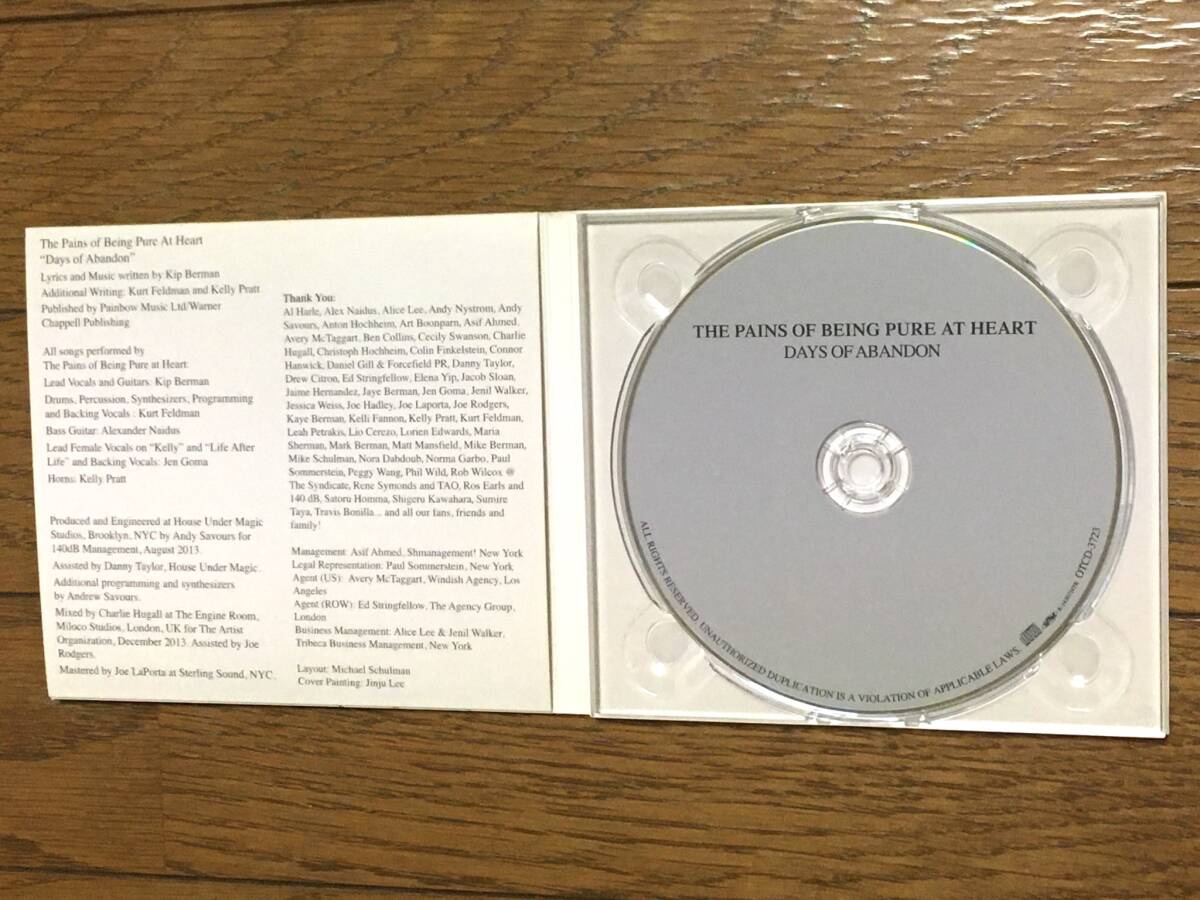 The Pains of Being Pure At Heart
“Days of Abandon”
Lyrics and Music written by Kip Berman
Additional Writing: Kurt Feldman and Kelly Pratt
Published by Painbow Music Ltd/Warner
Chappell Publishing
All songs performed by
The Pains of Being Pure at Heart:
Lead Vocals and Guitars: Kip Berman
Drums, Percussion, Synthesizers, Programming
and Backing Vocals : Kurt Feldman
Bass Guitar: Alexander Naidus
Lead Female Vocals on “Kelly” and “Life After
Life” and Backing Vocals: Jen Goma
Horns: Kelly Pratt
Produced and Engineered at House Under Magic
Studios, Brooklyn, NYC by Andy Savours for
140dB Management, August 2013.
Assisted by Danny Taylor, House Under Magic.
Additional programming and synthesizers
by Andrew Savours.
Mixed by Charlie Hugall at The Engine Room,
Miloco Studios, London, UK for The Artist
Organization, December 2013. Assisted by Joe
Rodgers.
Mastered by Joe LaPorta at Sterling Sound, NYC.
Thank You:
Al Harle, Alex Naidus, Alice Lee, Andy Nystrom, Andy
Savours, Anton Hochheim, Art Boonparn, Asif Ahmed,
Avery McTaggart, Ben Collins, Cecily Swanson, Charlie
Hugall, Christoph Hochheim, Colin Finkelstein, Connor
Hanwick, Daniel Gill & Forcefield PR, Danny Taylor,
Drew Citron, Ed Stringfellow, Elena Yip, Jacob Sloan,
Jaime Hernandez, Jaye Berman, Jen Goma, Jenil Walker,
Jessica Weiss, Joe Hadley, Joe Laporta, Joe Rodgers,
Kaye Berman, Kelli Fannon, Kelly Pratt, Kurt Feldman,
Leah Petrakis, Lio Cerezo, Lorien Edwards, Maria
Sherman, Mark Berman, Matt Mansfield, Mike Berman,
Mike Schulman, Nora Dabdoub, Norma Garbo, Paul
Sommerstein, Peggy Wang, Phil Wild, Rob Wilcox @
The Syndicate, Rene Symonds and TAO, Ros Earls and
140 dB, Satoru Homma, Shigeru Kawahara, Sumire
Taya, Travis Bonilla ... and all our fans, friends and
family!
Management: Asif Ahmed, Shmanagement! New York
Legal Representation: Paul Sommerstein, New York
Agent (US): Avery McTaggart, Windish Agency, Los
Angeles
Agent (ROW): Ed Stringfellow, The Agency Group,
London
Business Management: Alice Lee & Jenil Walker,
Tribeca Business Management, New York
Layout: Michael Schulman
Cover Painting: Jinju Lee
THE PAINS OF BEING PURE AT HEART
DAYS OF ABANDON
ALL RIGHTS RESERVED. UNAUTHORIZED DUPLICATION IS A VIOLATION OF APPLICABLE LAWS.
OTCD-3723